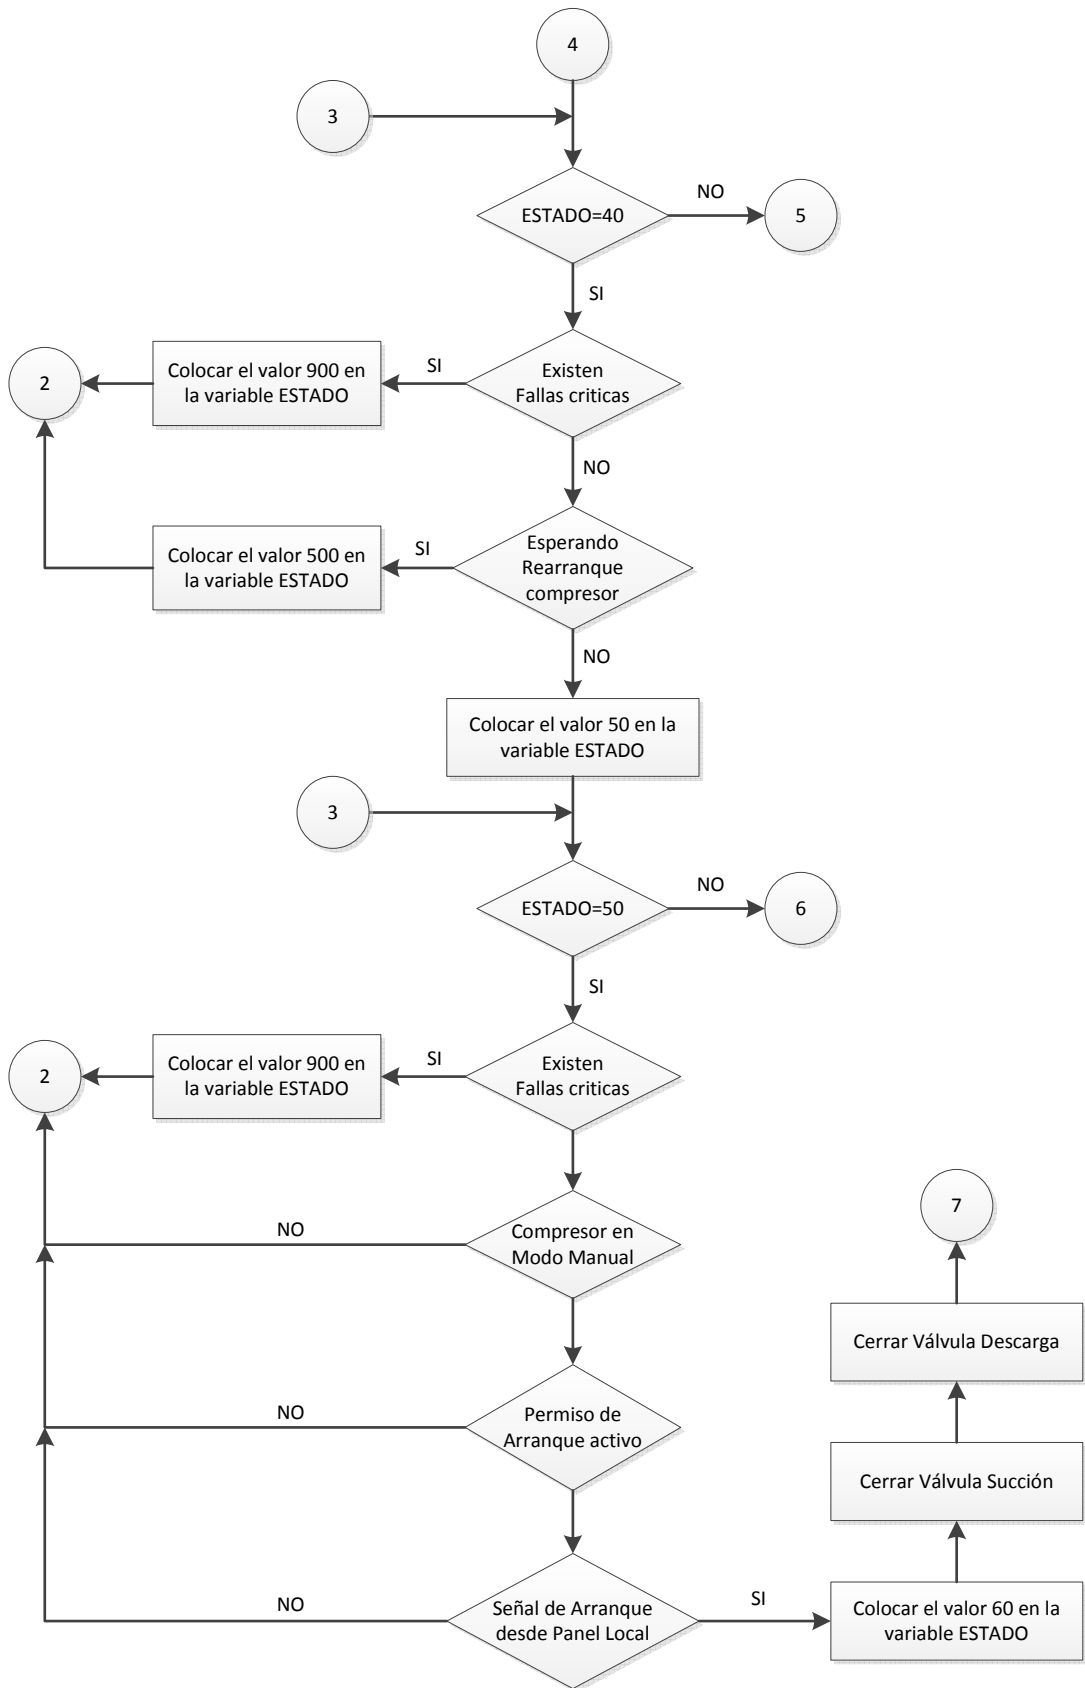 4
3
ESTADO=40
NO
5
SI
2
Colocar el valor 900 en
la variable ESTADO
SI
Existen
Fallas criticas
NO
Colocar el valor 500 en
la variable ESTADO
SI
Esperando
Rearranque
compresor
NO
Colocar el valor 50 en la
variable ESTADO
3
ESTADO=50
NO
6
SI
2
Colocar el valor 900 en
la variable ESTADO
SI
Existen
Fallas criticas
NO
Compresor en
Modo Manual
7
Cerrar Válvula Descarga
NO
Permiso de
Arranque activo
Cerrar Válvula Succión
NO
Señal de Arranque
desde Panel Local
SI
Colocar el valor 60 en la
variable ESTADO